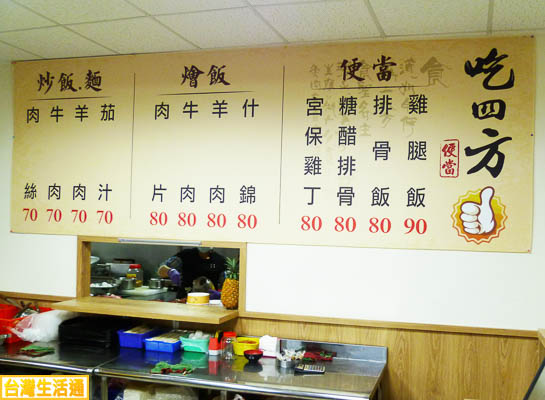 吃四方
便當
便當
雞腿飯 90
排骨飯 80
糖醋排骨 80
宮保雞丁 80
燴飯
什錦 80
羊肉 80
牛肉 80
肉片 80
炒飯.麵
茄汁 70
羊肉 70
牛肉 70
肉絲 70
台灣生活通